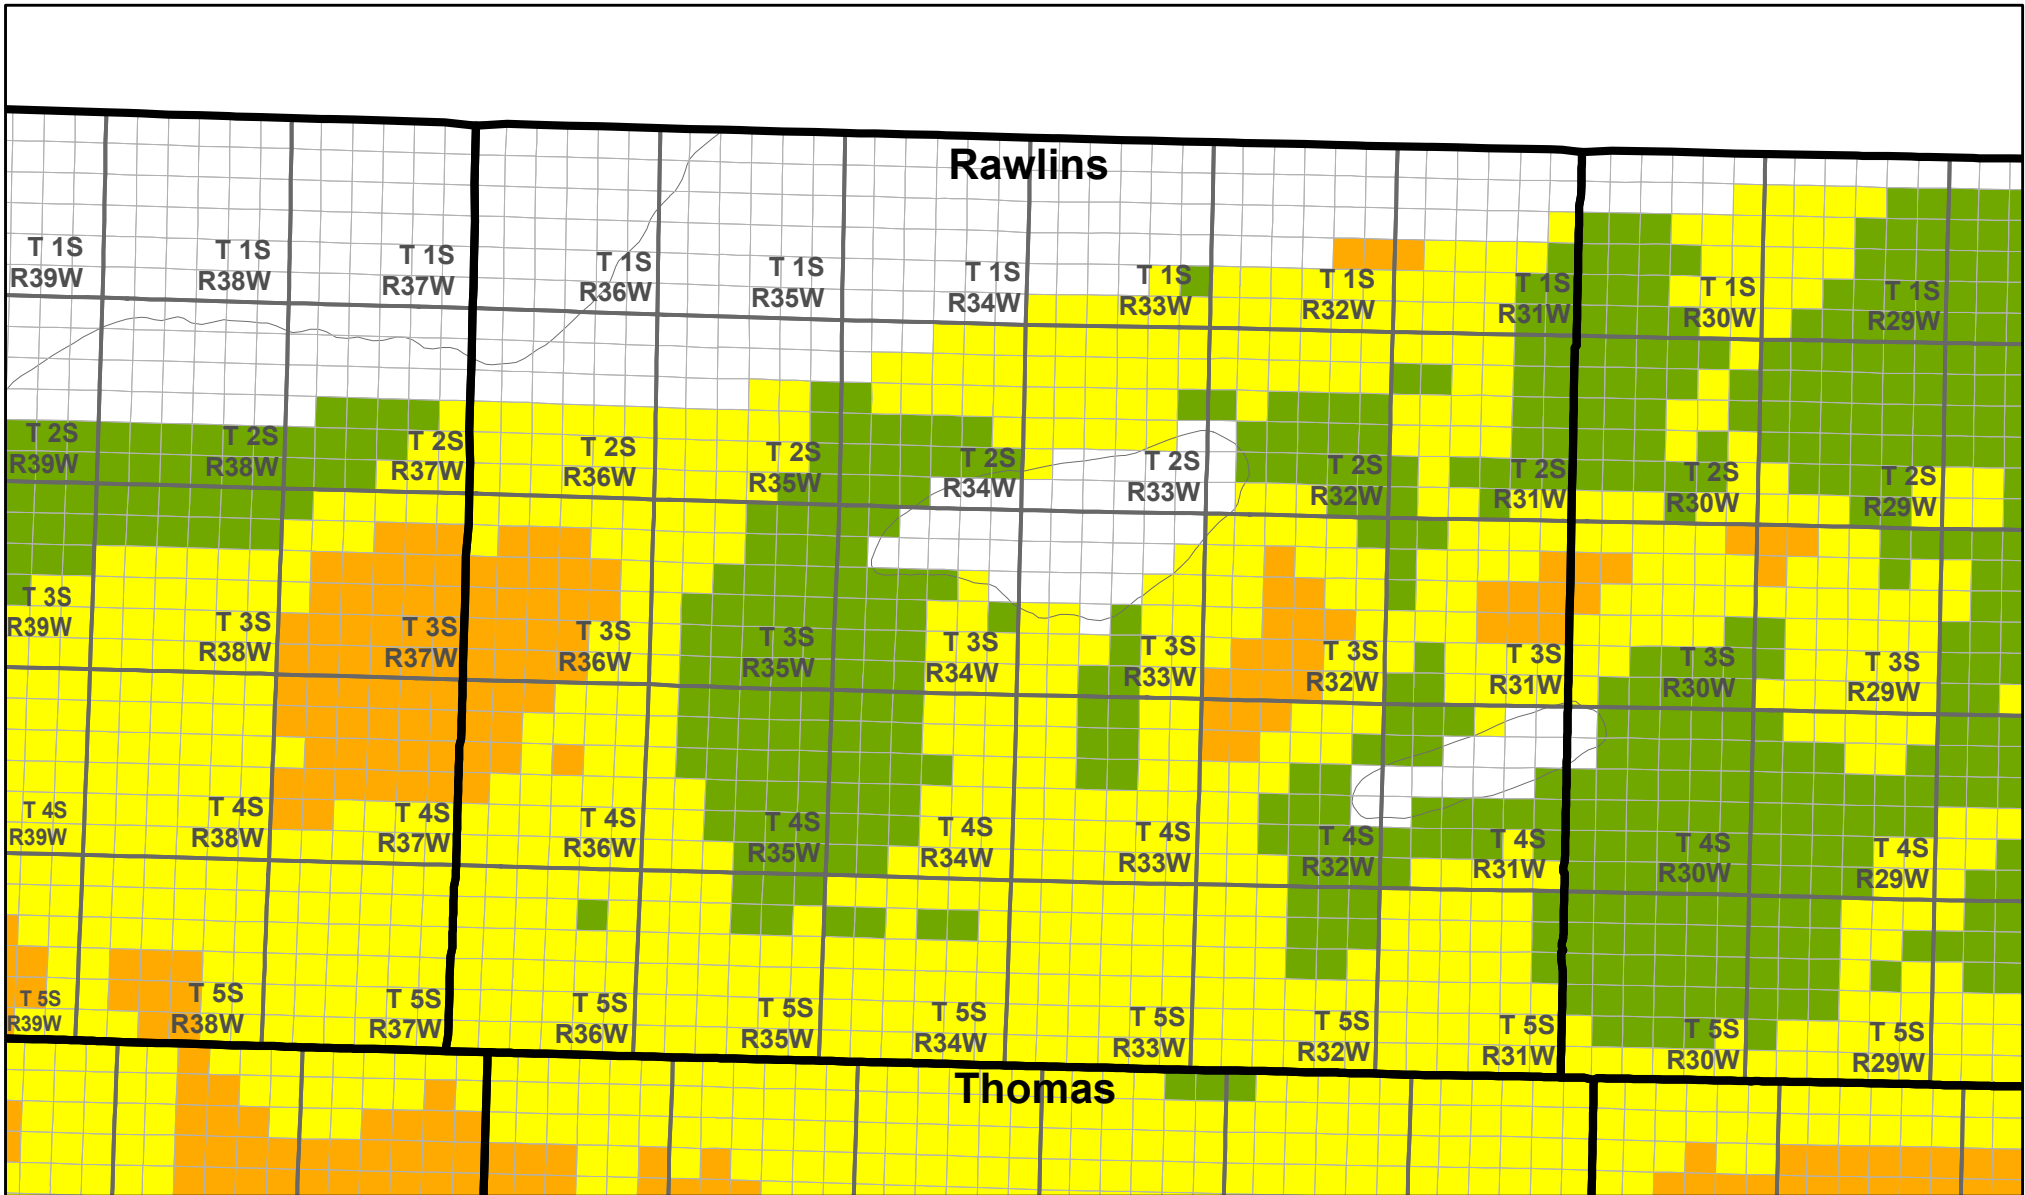 Rawlins
T 1S
R39W
T 1S
R38W
T 1S
R37W
T 1S
R36W
T 1S
R35W
T 1S
R34W
T 1S
R33W
T 1S
R32W
T 1S
R31W
T 1S
R30W
T 1S
R29W
T 2S
R39W
T 2S
R38W
T 2S
R37W
T 2S
R36W
T 2S
R35W
T 2S
R34W
T 2S
R33W
T 2S
R32W
T 2S
R31W
T 2S
R30W
T 2S
R29W
T 3S
R39W
T 3S
R38W
T 3S
R37W
T 3S
R36W
T 3S
R35W
T 3S
R34W
T 3S
R33W
T 3S
R32W
T 3S
R31W
T 3S
R30W
T 3S
R29W
T 4S
R39W
T 4S
R38W
T 4S
R37W
T 4S
R36W
T 4S
R35W
T 4S
R34W
T 4S
R33W
T 4S
R32W
T 4S
R31W
T 4S
R30W
T 4S
R29W
T 5S
R39W
T 5S
R38W
T 5S
R37W
T 5S
R36W
T 5S
R35W
T 5S
R34W
T 5S
R33W
T 5S
R32W
T 5S
R31W
T 5S
R30W
T 5S
R29W
Thomas